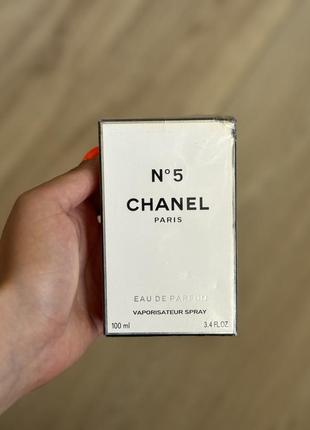 N°5
CHANEL
PARIS
EAU DE PARFUM
VAPORISATEUR SPRAY
100 ml 3.4 FL.OZ.